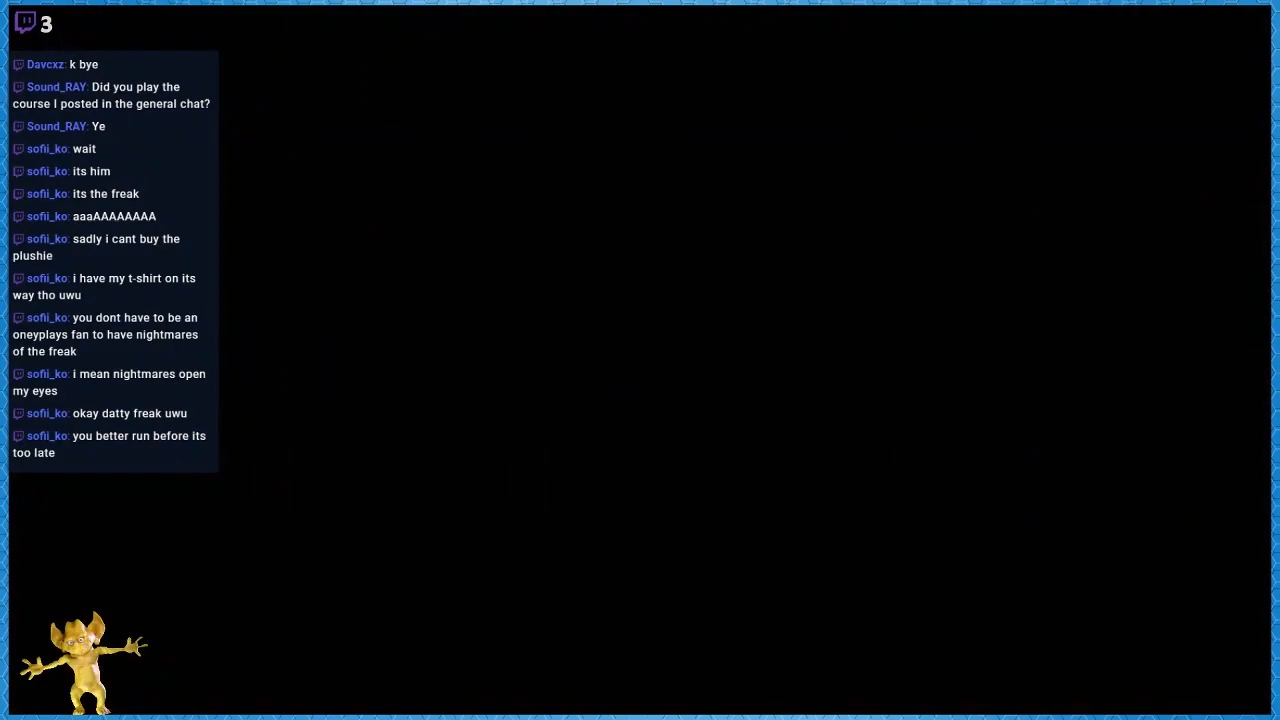 3
Davcxz: k bye
Sound_RAY: Did you play the
course I posted in the general chat?
Sound_RAY: Ye
sofii_ko: wait
sofii_ko: its him
sofii_ko: its the freak
sofii_ko: aaaAAAAAAAA
sofii_ko: sadly i cant buy the
plushie
sofii_ko: i have my t-shirt on its
way tho uwu
sofii_ko: you dont have to be an
oneyplays fan to have nightmares
of the freak
sofii_ko: i mean nightmares open
my eyes
sofii_ko: okay datty freak uwu
sofii_ko: you better run before its
too late